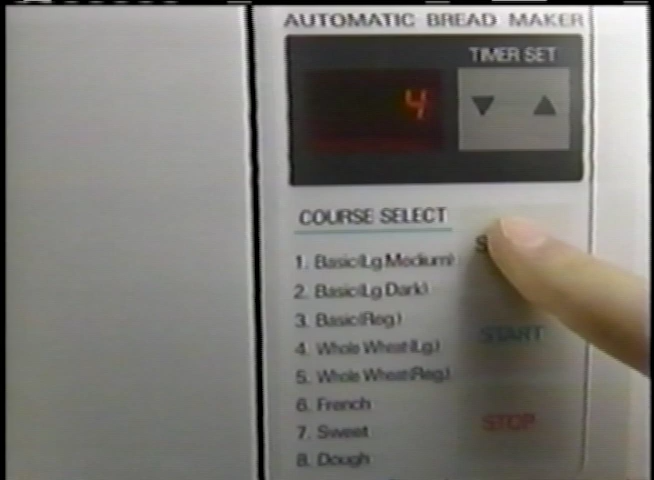 AUTOMATIC BREAD MAKER
TIMER SET
4
COURSE SELECT
1. Basic(Lg Medium)
2. Basic(Lg Dark)
3. Basic(Reg.)
4. Whole Wheat(Lg.)
5. Whole Wheat(Reg.)
6. French
7. Sweet
8. Dough
START
STOP